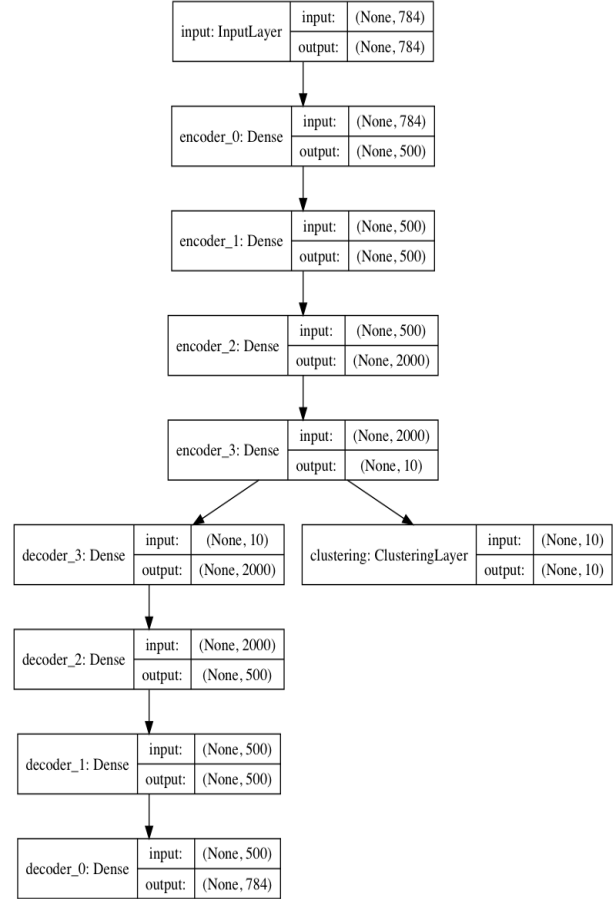 input: InputLayer
input: (None, 784)
output: (None, 784)
encoder_0: Dense
input: (None, 784)
output: (None, 500)
encoder_1: Dense
input: (None, 500)
output: (None, 500)
encoder_2: Dense
input: (None, 500)
output: (None, 2000)
encoder_3: Dense
input: (None, 2000)
output: (None, 10)
decoder_3: Dense
input: (None, 10)
output: (None, 2000)
clustering: ClusteringLayer
input: (None, 10)
output: (None, 10)
decoder_2: Dense
input: (None, 2000)
output: (None, 500)
decoder_1: Dense
input: (None, 500)
output: (None, 500)
decoder_0: Dense
input: (None, 500)
output: (None, 784)